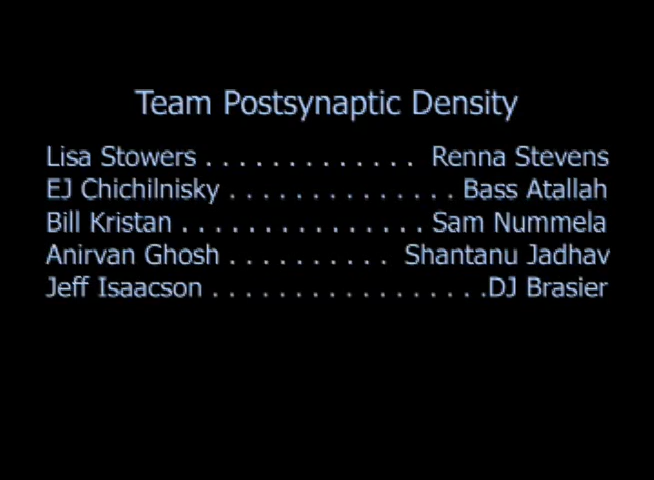 Team Postsynaptic Density
Lisa Stowers . . . . . . . . . . . . . Renna Stevens
EJ Chichilnisky . . . . . . . . . . . . . . Bass Atallah
Bill Kristan . . . . . . . . . . . . . . . Sam Nummela
Anirvan Ghosh . . . . . . . . . . Shantanu Jadhav
Jeff Isaacson . . . . . . . . . . . . . . . . .DJ Brasier